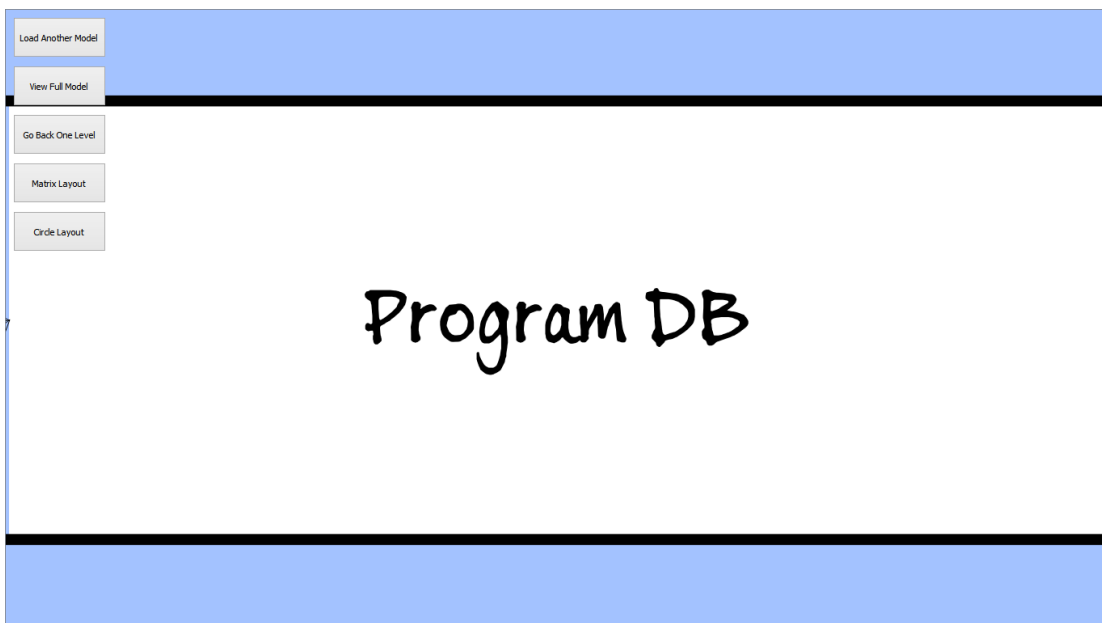 Load Another Model
View Full Model
Go Back One Level
Matrix Layout
Circle Layout
Program DB